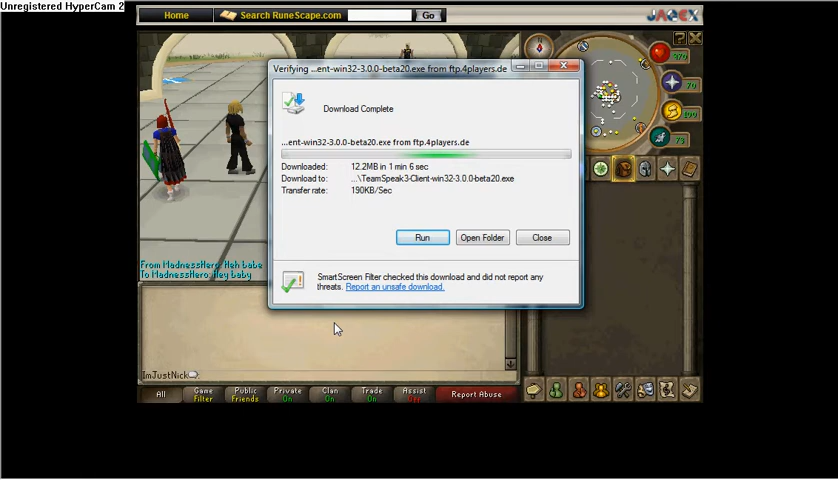 Unregistered HyperCam 2
Home
Search RuneScape.com
Go
JAGEX
Verifying ...ent-win32-3.0.0-beta20.exe from ftp.4players.de
Download Complete
...ent-win32-3.0.0-beta20.exe from ftp.4players.de
Downloaded: 12.2MB in 1 min 6 sec
Download to: ...\TeamSpeak3-Client-win32-3.0.0-beta20.exe
Transfer rate: 190KB/Sec
Run
Open Folder
Close
SmartScreen Filter checked this download and did not report any
threats. Report an unsafe download.
From MadnessHero: Heh babe
To MadnessHero: Hey baby
ImJustNick
All
Game
Filter
Public
Friends
Private
On
Clan
On
Trade
On
Assist
Report Abuse
100
73